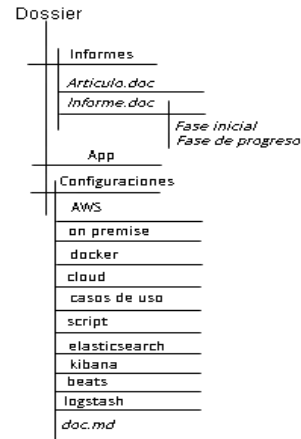 Dossier
Informes
Articulo.doc
Informe.doc
Fase inicial
Fase de progreso
App
Configuraciones
AWS
on premise
docker
cloud
casos de uso
script
elasticsearch
kibana
beats
logstash
doc.md